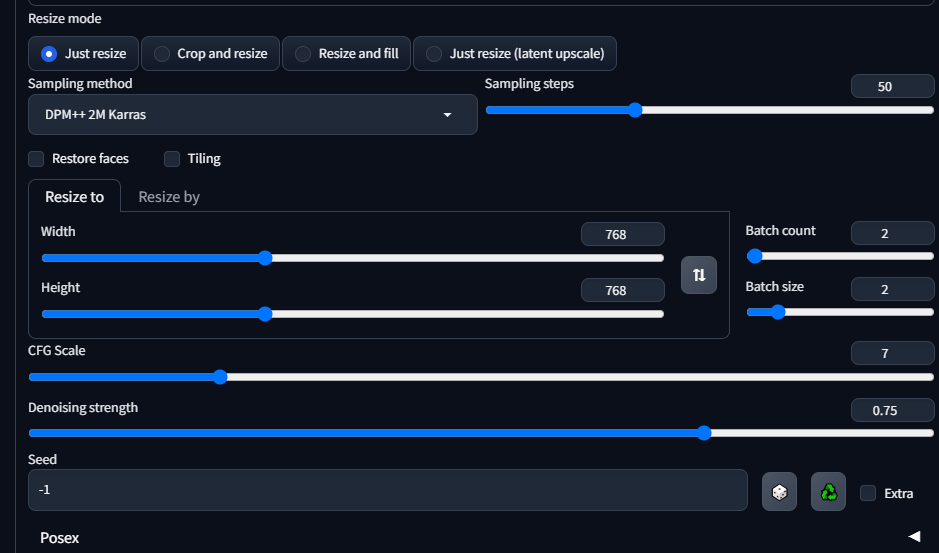 Resize mode
Just resize
Crop and resize
Resize and fill
Just resize (latent upscale)
Sampling method
Sampling steps
50
DPM++ 2M Karras
Restore faces
Tiling
Resize to
Resize by
Width
768
Height
768
Batch count
2
Batch size
2
CFG Scale
7
Denoising strength
0.75
Seed
-1
Extra
Posex